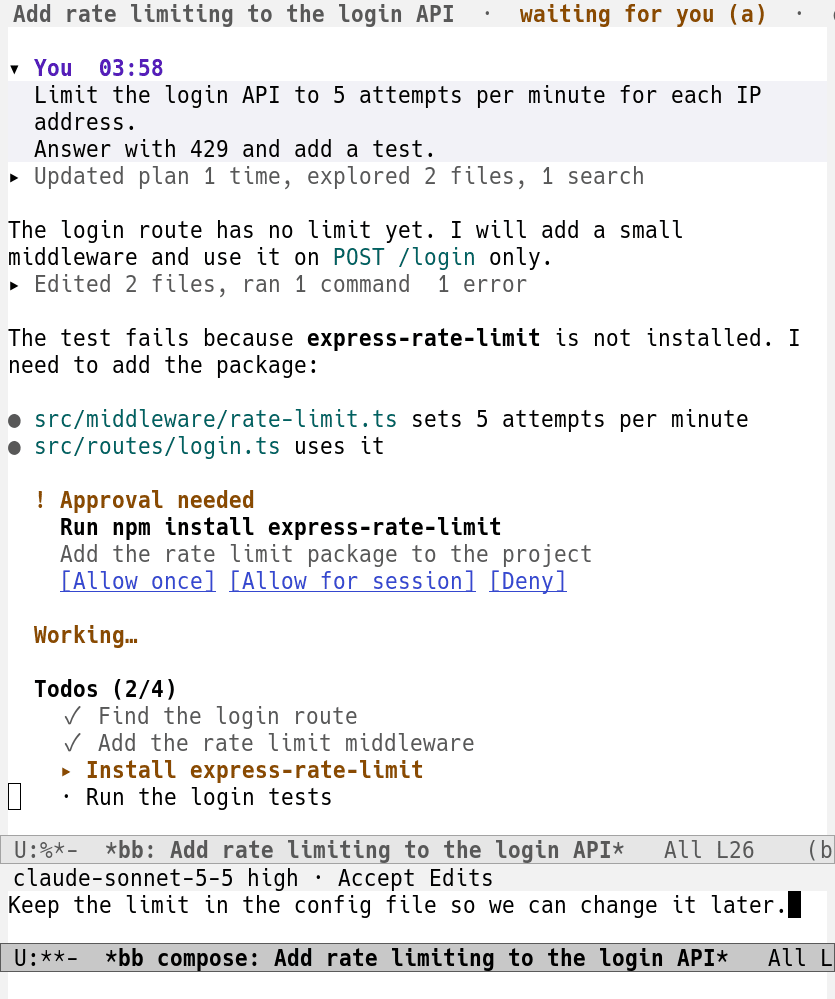 Add rate limiting to the login API · waiting for you (a) ·
▾ You 03:58
Limit the login API to 5 attempts per minute for each IP
address.
Answer with 429 and add a test.
▸ Updated plan 1 time, explored 2 files, 1 search
The login route has no limit yet. I will add a small
middleware and use it on POST /login only.
▸ Edited 2 files, ran 1 command  1 error
The test fails because express-rate-limit is not installed. I
need to add the package:
● src/middleware/rate-limit.ts sets 5 attempts per minute
● src/routes/login.ts uses it
! Approval needed
Run npm install express-rate-limit
Add the rate limit package to the project
[Allow once] [Allow for session] [Deny]
Working…
Todos (2/4)
✓ Find the login route
✓ Add the rate limit middleware
▸ Install express-rate-limit
· Run the login tests
U:%*-  *bb: Add rate limiting to the login API*   All L26    (b
claude-sonnet-5-5 high · Accept Edits
Keep the limit in the config file so we can change it later.
U:**-  *bb compose: Add rate limiting to the login API*   All L